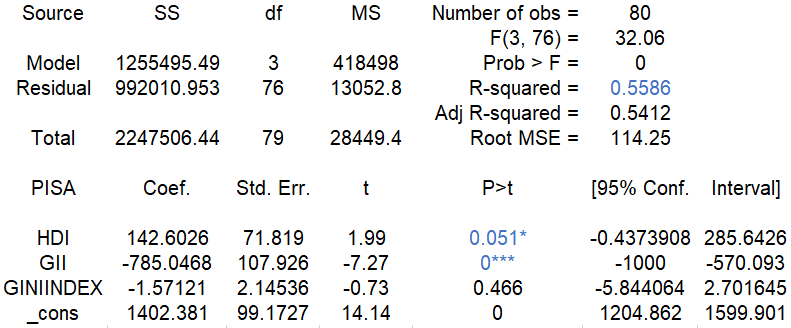 Source SS df MS Number of obs = 80
F(3, 76) = 32.06
Model 1255495.49 3 418498 Prob > F = 0
Residual 992010.953 76 13052.8 R-squared = 0.5586
Adj R-squared = 0.5412
Total 2247506.44 79 28449.4 Root MSE = 114.25
PISA Coef. Std. Err. t P>t [95% Conf. Interval]
HDI 142.6026 71.819 1.99 0.051* -0.4373908 285.6426
GII -785.0468 107.926 -7.27 0*** -1000 -570.093
GINIINDEX -1.57121 2.14536 -0.73 0.466 -5.844064 2.701645
_cons 1402.381 99.1727 14.14 0 1204.862 1599.901